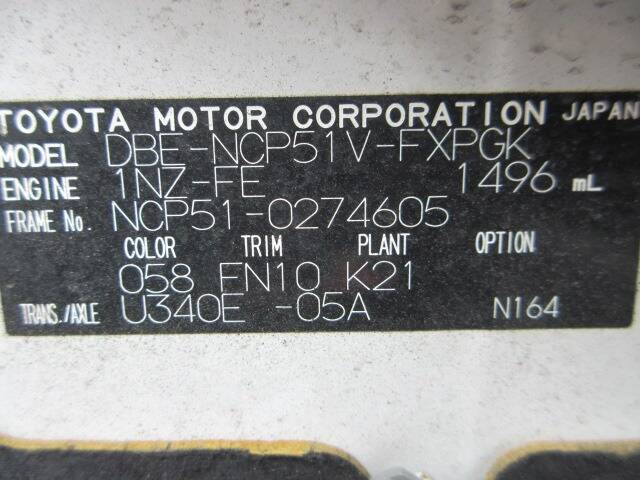 TOYOTA MOTOR CORPORATION JAPAN
MODEL DBE-NCP51V-FXPGK
ENGINE 1NZ-FE 1496 mL
FRAME No. NCP51-0274605
COLOR TRIM PLANT OPTION
058 FN10 K21
TRANS./AXLE U340E -05A N164